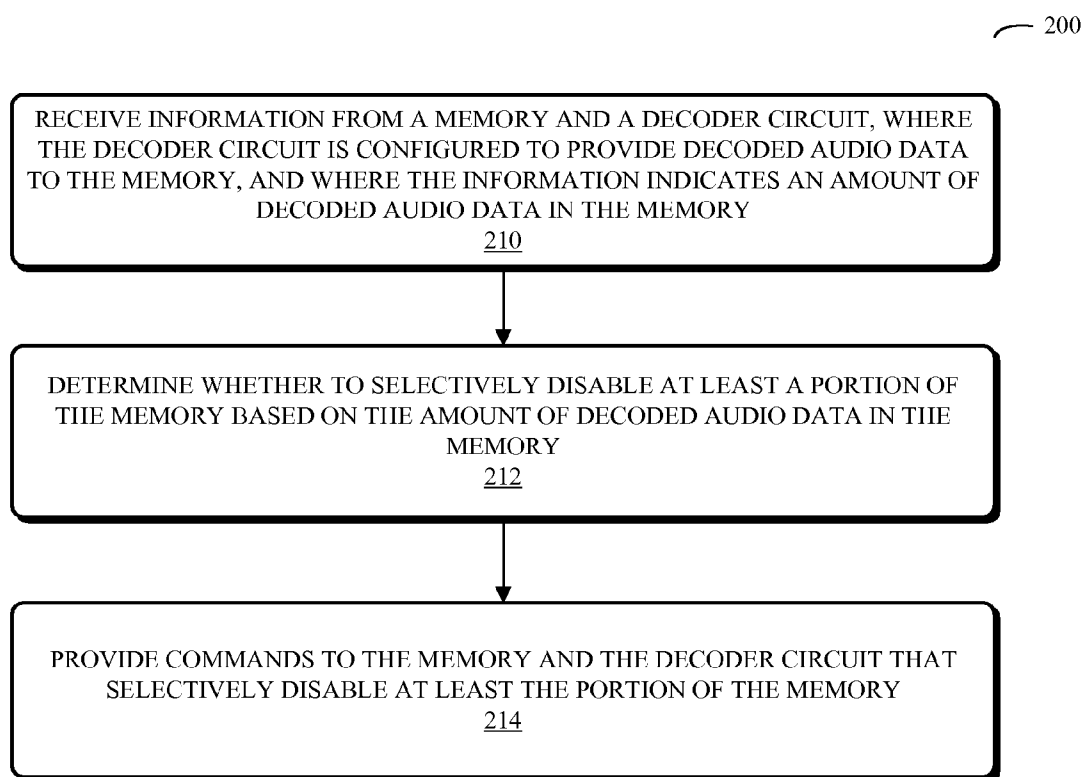 200
RECEIVE INFORMATION FROM A MEMORY AND A DECODER CIRCUIT, WHERE
THE DECODER CIRCUIT IS CONFIGURED TO PROVIDE DECODED AUDIO DATA
TO THE MEMORY, AND WHERE THE INFORMATION INDICATES AN AMOUNT OF
DECODED AUDIO DATA IN THE MEMORY
210
DETERMINE WHETHER TO SELECTIVELY DISABLE AT LEAST A PORTION OF
THE MEMORY BASED ON THE AMOUNT OF DECODED AUDIO DATA IN THE
MEMORY
212
PROVIDE COMMANDS TO THE MEMORY AND THE DECODER CIRCUIT THAT
SELECTIVELY DISABLE AT LEAST THE PORTION OF THE MEMORY
214